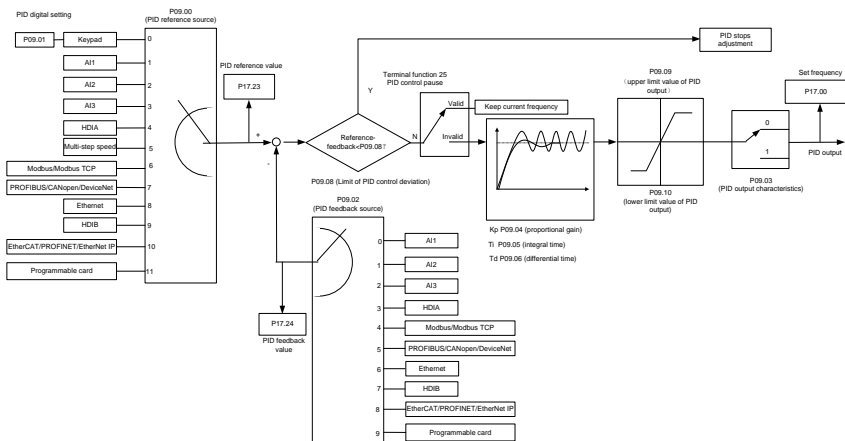 PID digital setting
P09.00
(PID reference source)
P09.01
Keypad
0
AI1
1
AI2
2
AI3
3
HDIA
4
Multi-step speed
5
Modbus/Modbus TCP
6
PROFIBUS/CANopen/DeviceNet
7
Ethernet
8
HDIB
9
EtherCAT/PROFINET/EtherNet IP
10
Programmable card
11
PID reference value
P17.23
+
-
Y
Reference-
feedback<P09.08?
N
P09.08 (Limit of PID control deviation)
Terminal function 25
PID control pause
Valid
Invalid
Keep current frequency
PID stops
adjustment
Kp P09.04 (proportional gain)
Ti P09.05 (integral time)
Td P09.06 (differential time)
P09.09
(upper limit value of PID
output)
P09.10
(lower limit value of PID
output)
0
1
P09.03
(PID output characteristics)
Set frequency
P17.00
PID output
P17.24
PID feedback
value
P09.02
(PID feedback source)
0
AI1
1
AI2
2
AI3
3
HDIA
4
Modbus/Modbus TCP
5
PROFIBUS/CANopen/DeviceNet
6
Ethernet
7
HDIB
8
EtherCAT/PROFINET/EtherNet IP
9
Programmable card